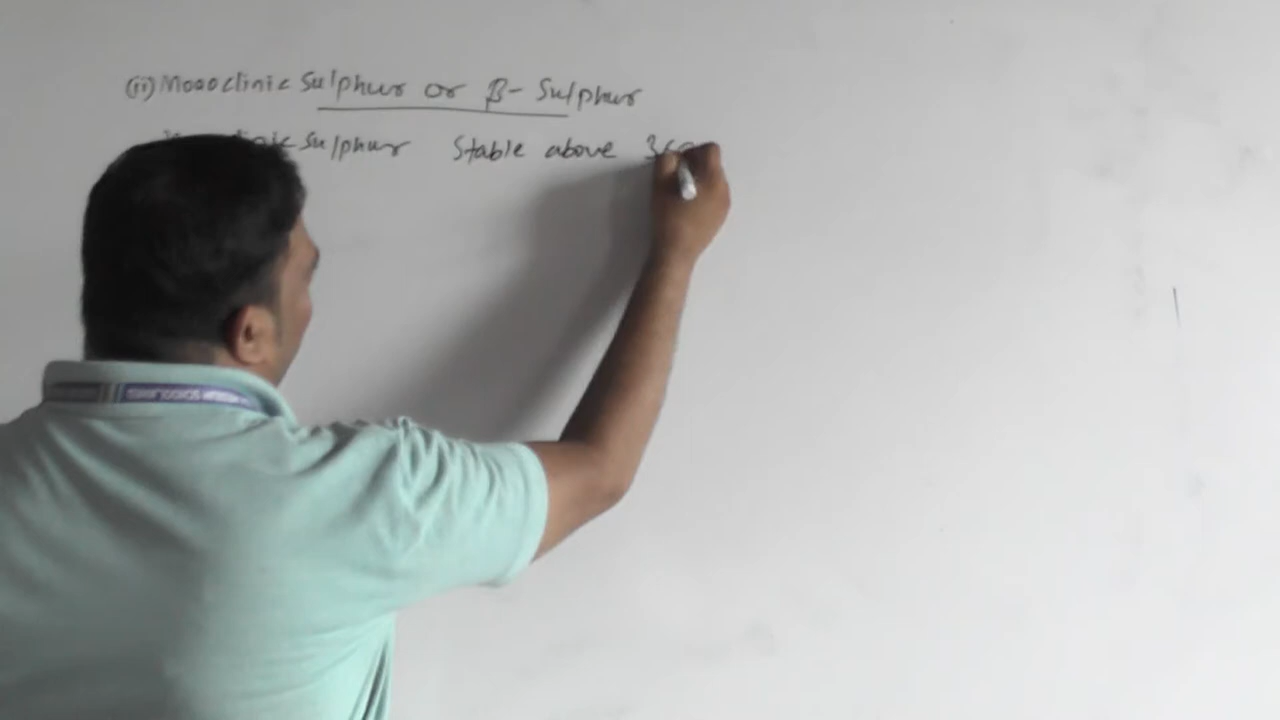 (ii) Monoclinic Sulphur or β- Sulphur
Sulphur Stable above